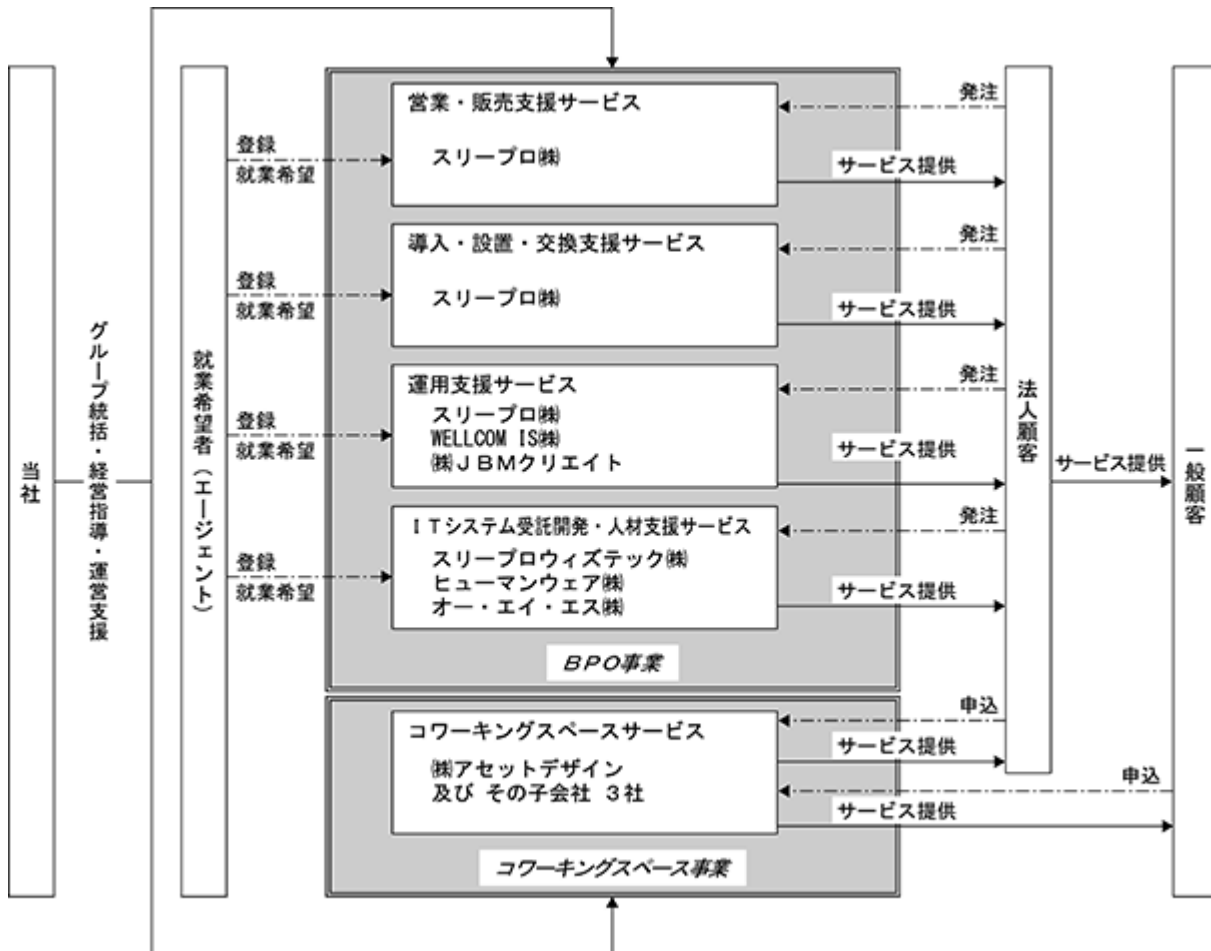 当社
グループ統括・経営指導・運営支援
就業希望者(エージェント)
登録
就業希望
営業・販売支援サービス
スリープロ㈱
発注
サービス提供
登録
就業希望
導入・設置・交換支援サービス
スリープロ㈱
発注
サービス提供
登録
就業希望
運用支援サービス
スリープロ㈱
WELLCOM IS㈱
㈱JBMクリエイト
発注
サービス提供
登録
就業希望
ITシステム受託開発・人材支援サービス
スリープロウィズテック㈱
ヒューマンウェア㈱
オー・エイ・エス㈱
発注
サービス提供
BPO事業
コワーキングスペースサービス
㈱アセットデザイン
及び その子会社 3社
申込
サービス提供
申込
サービス提供
コワーキングスペース事業
法人顧客
サービス提供
一般顧客